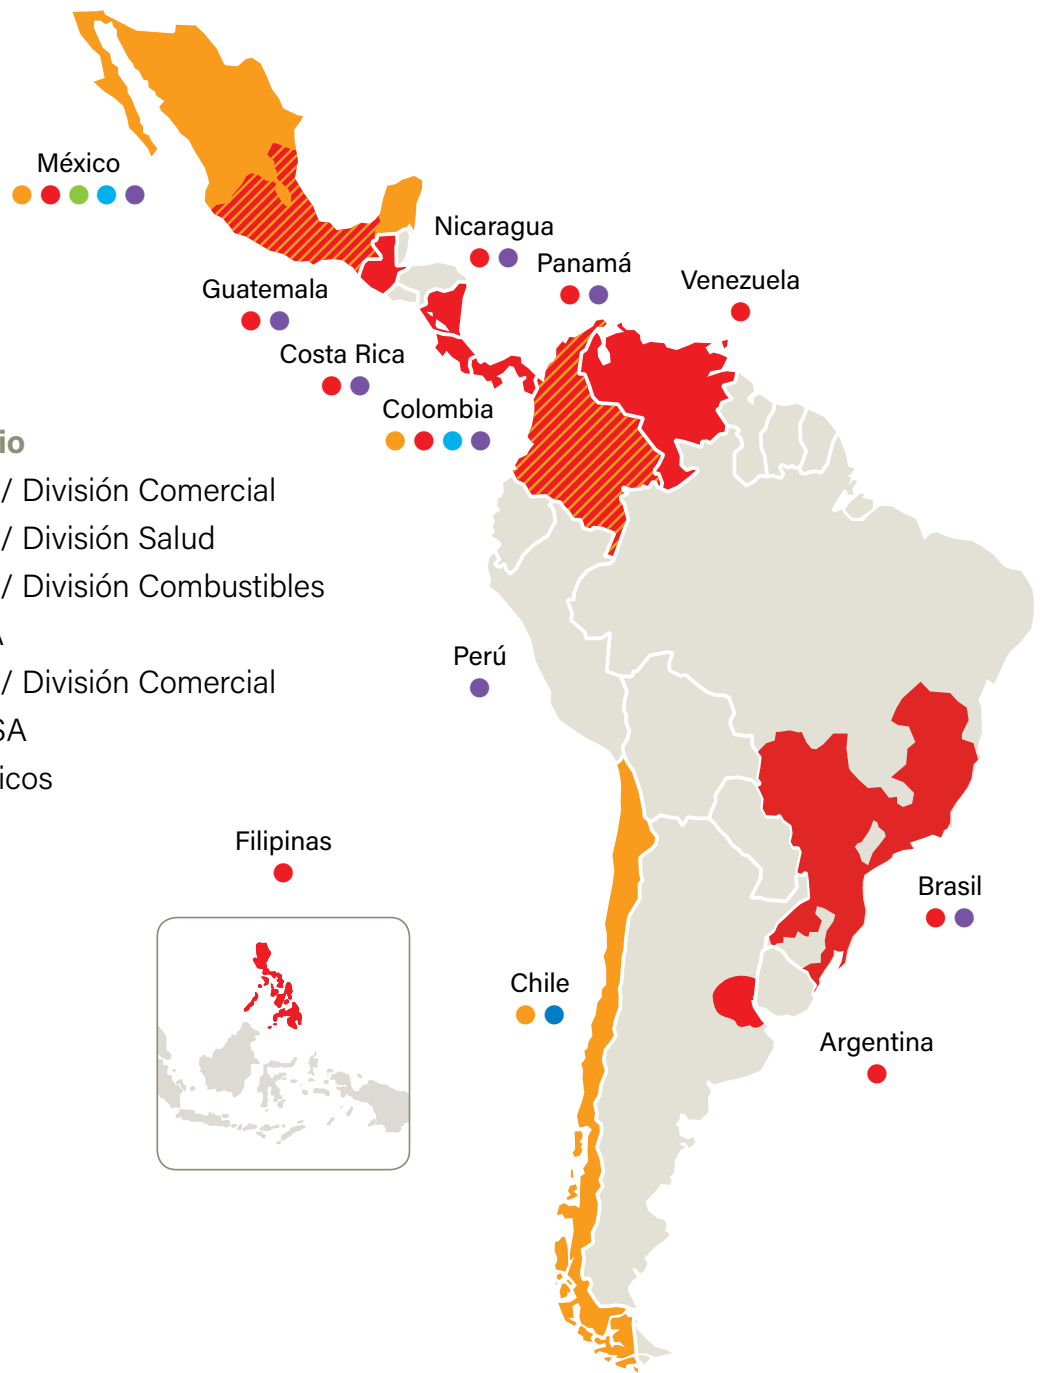 México
Nicaragua
Panamá
Venezuela
Guatemala
Costa Rica
Colombia
io
/ División Comercial
/ División Salud
/ División Combustibles
A
/ División Comercial
SA
icos
Perú
Filipinas
Brasil
Chile
Argentina